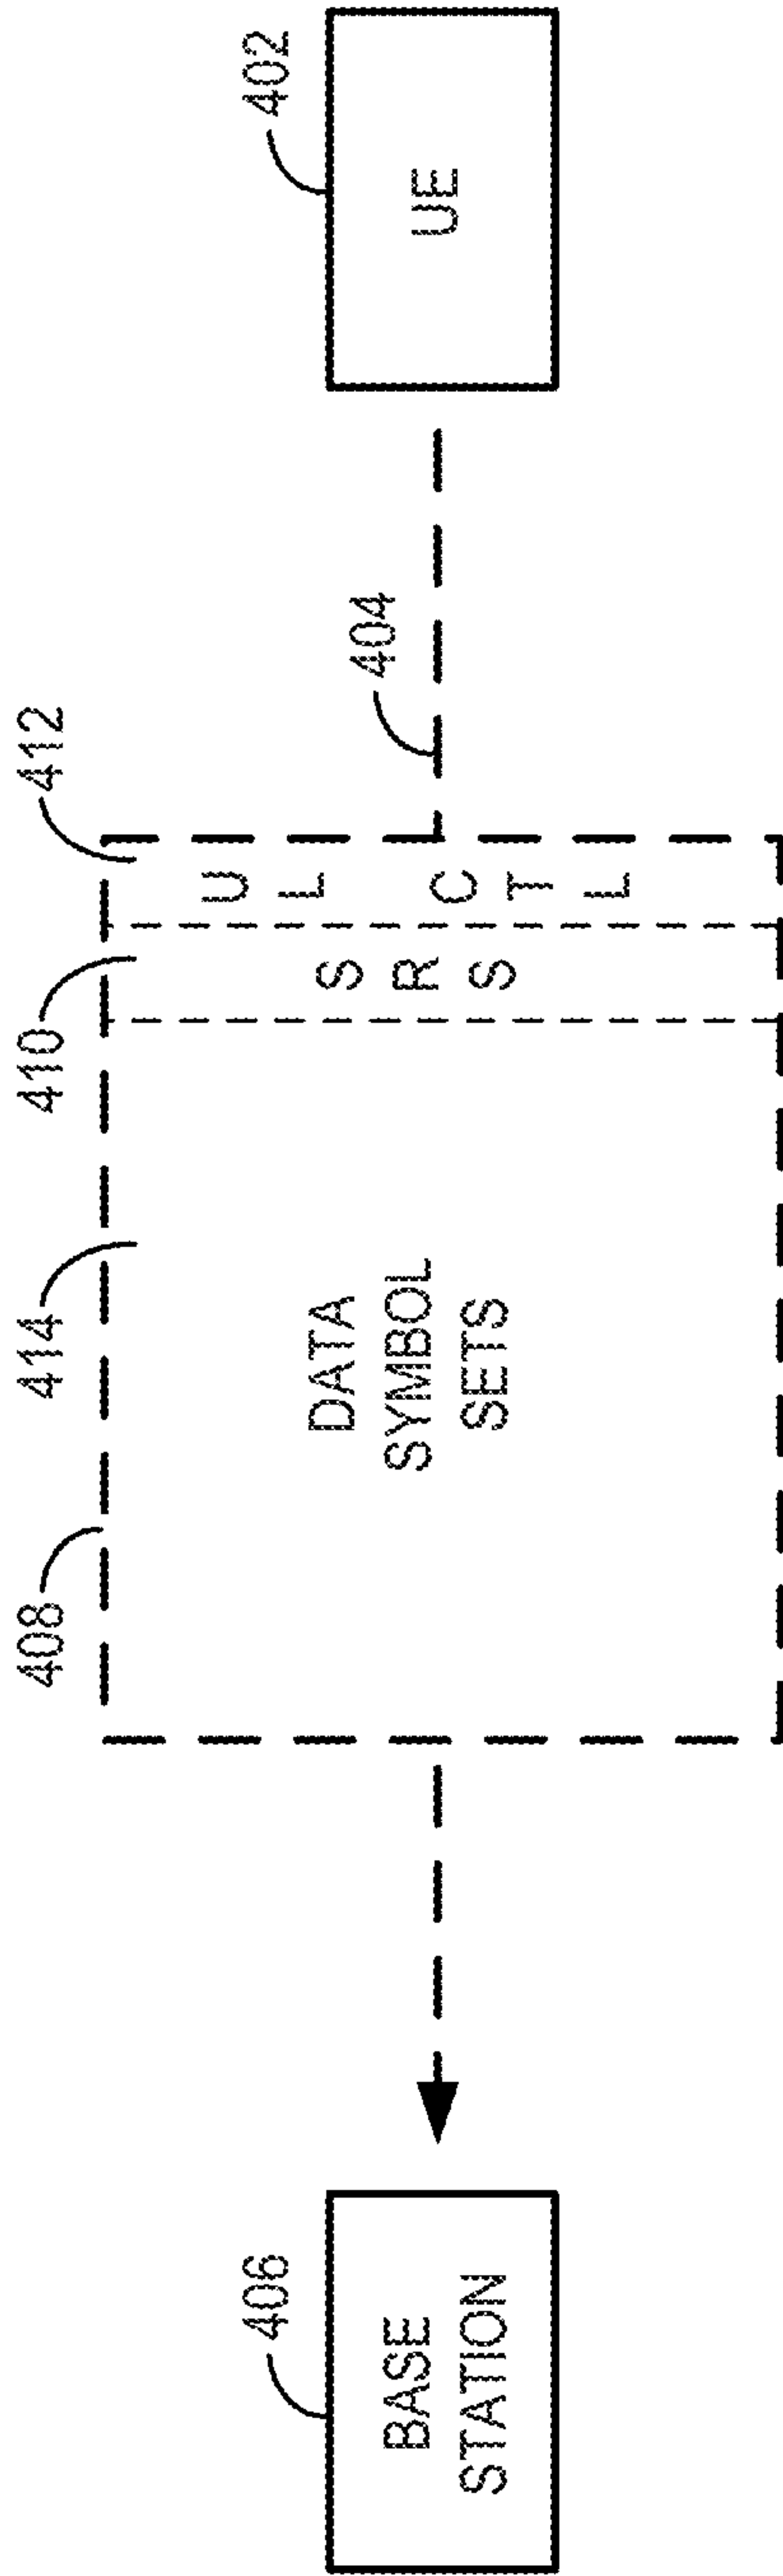 408
414
410
412
406
BASE
STATION
DATA
SYMBOL
SETS
SRS
UL CTL
404
402
UE